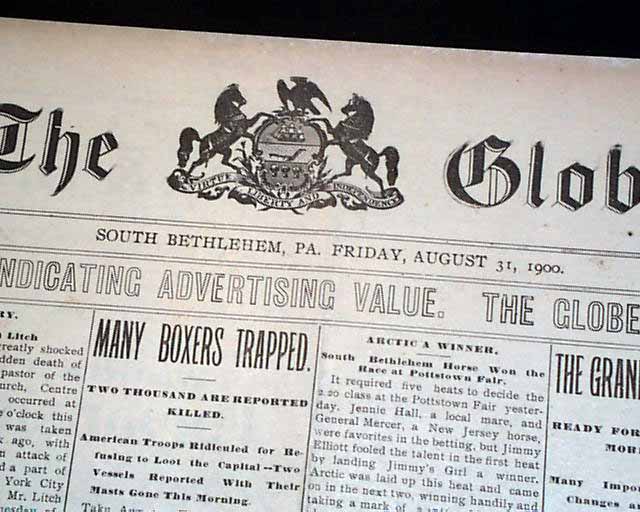 The Glob
VIRTUE LIBERTY AND INDEPENDENCE
SOUTH BETHLEHEM, PA. FRIDAY, AUGUST 31, 1900.
NDICATING ADVERTISING VALUE. THE GLOBE
RY.
Litch
reatly shocked
dden death of
pastor of the
urch, Centre
occurred at
o'clock this
was taken
k ago, with
n attack of
d a part of
York City
Mr. Litch
MANY BOXERS TRAPPED.
TWO THOUSAND ARE REPORTED
KILLED.
American Troops Ridiculed for Re-
fusing to Loot the Capital—Two
Vessels Reported With Their
Masts Gone This Morning.
ARCTIC A WINNER.
South Bethlehem Horse Won the
Race at Pottstown Fair.
It required five heats to decide the
2.20 class at the Pottstown Fair yester-
day. Jennie Hall, a local mare, and
General Mercer, a New Jersey horse,
were favorites in the betting, but Jimmy
Elliott fooled the talent in the first heat
by landing Jimmy's Girl a winner.
Arctic was laid up this heat and came
on in the next two, winning handily and
taking a mark of
THE GRAN
READY FOR
MOR
Many Impo
Changes a